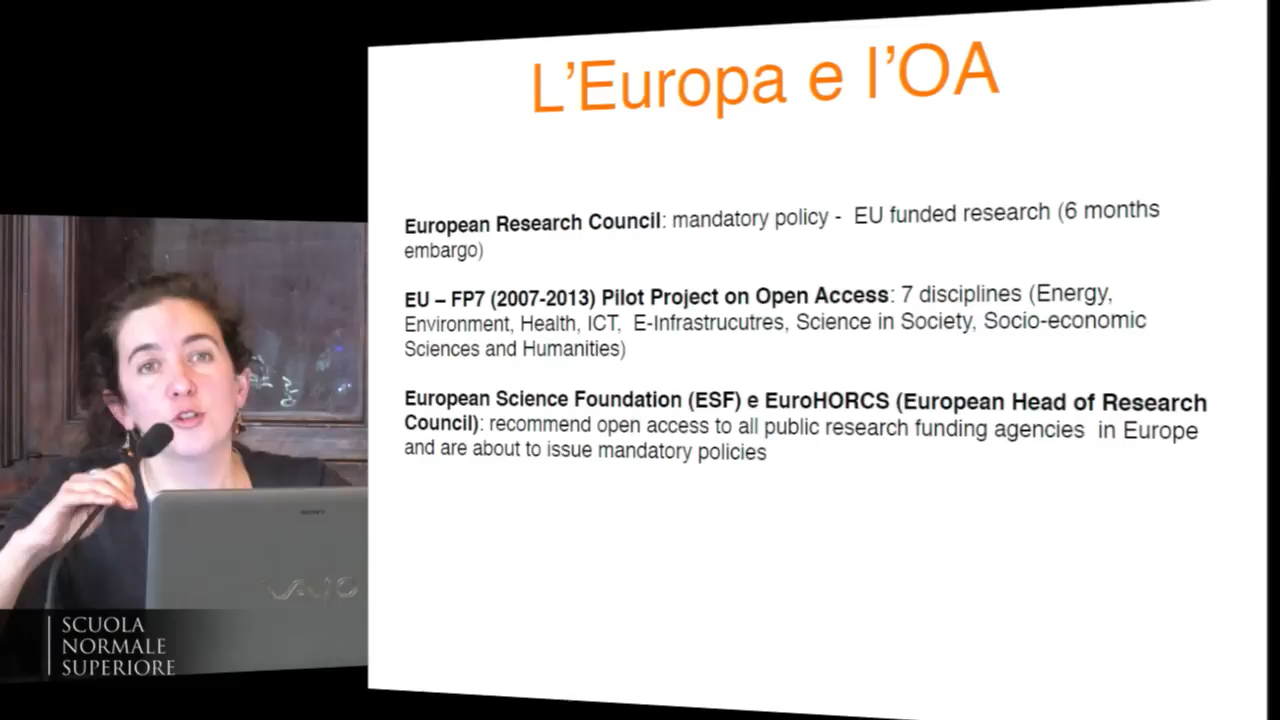 L'Europa e l'OA
European Research Council: mandatory policy - EU funded research (6 months
embargo)
EU – FP7 (2007-2013) Pilot Project on Open Access: 7 disciplines (Energy,
Environment, Health, ICT, E-Infrastrucutres, Science in Society, Socio-economic
Sciences and Humanities)
European Science Foundation (ESF) e EuroHORCS (European Head of Research
Council): recommend open access to all public research funding agencies in Europe
and are about to issue mandatory policies
SONY
VAIO
SCUOLA
NORMALE
SUPERIORE